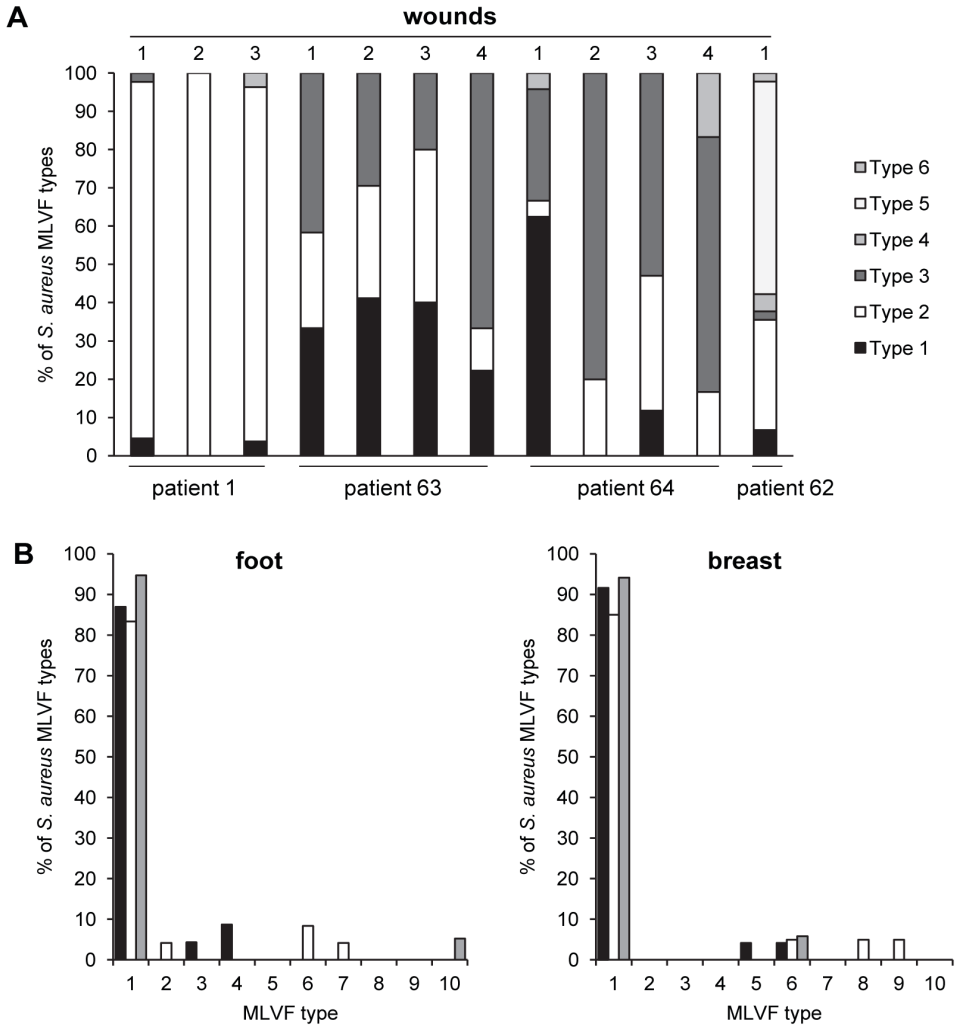 A
wounds
1 2 3 1 2 3 4 1 2 3 4 1
100
90
80
70
60
50
40
30
20
10
0
% of S. aureus MLVF types
Type 6
Type 5
Type 4
Type 3
Type 2
Type 1
patient 1 patient 63 patient 64 patient 62
B
foot
100
90
80
70
60
50
40
30
20
10
0
% of S. aureus MLVF types
1 2 3 4 5 6 7 8 9 10
MLVF type
breast
100
90
80
70
60
50
40
30
20
10
0
% of S. aureus MLVF types
1 2 3 4 5 6 7 8 9 10
MLVF type